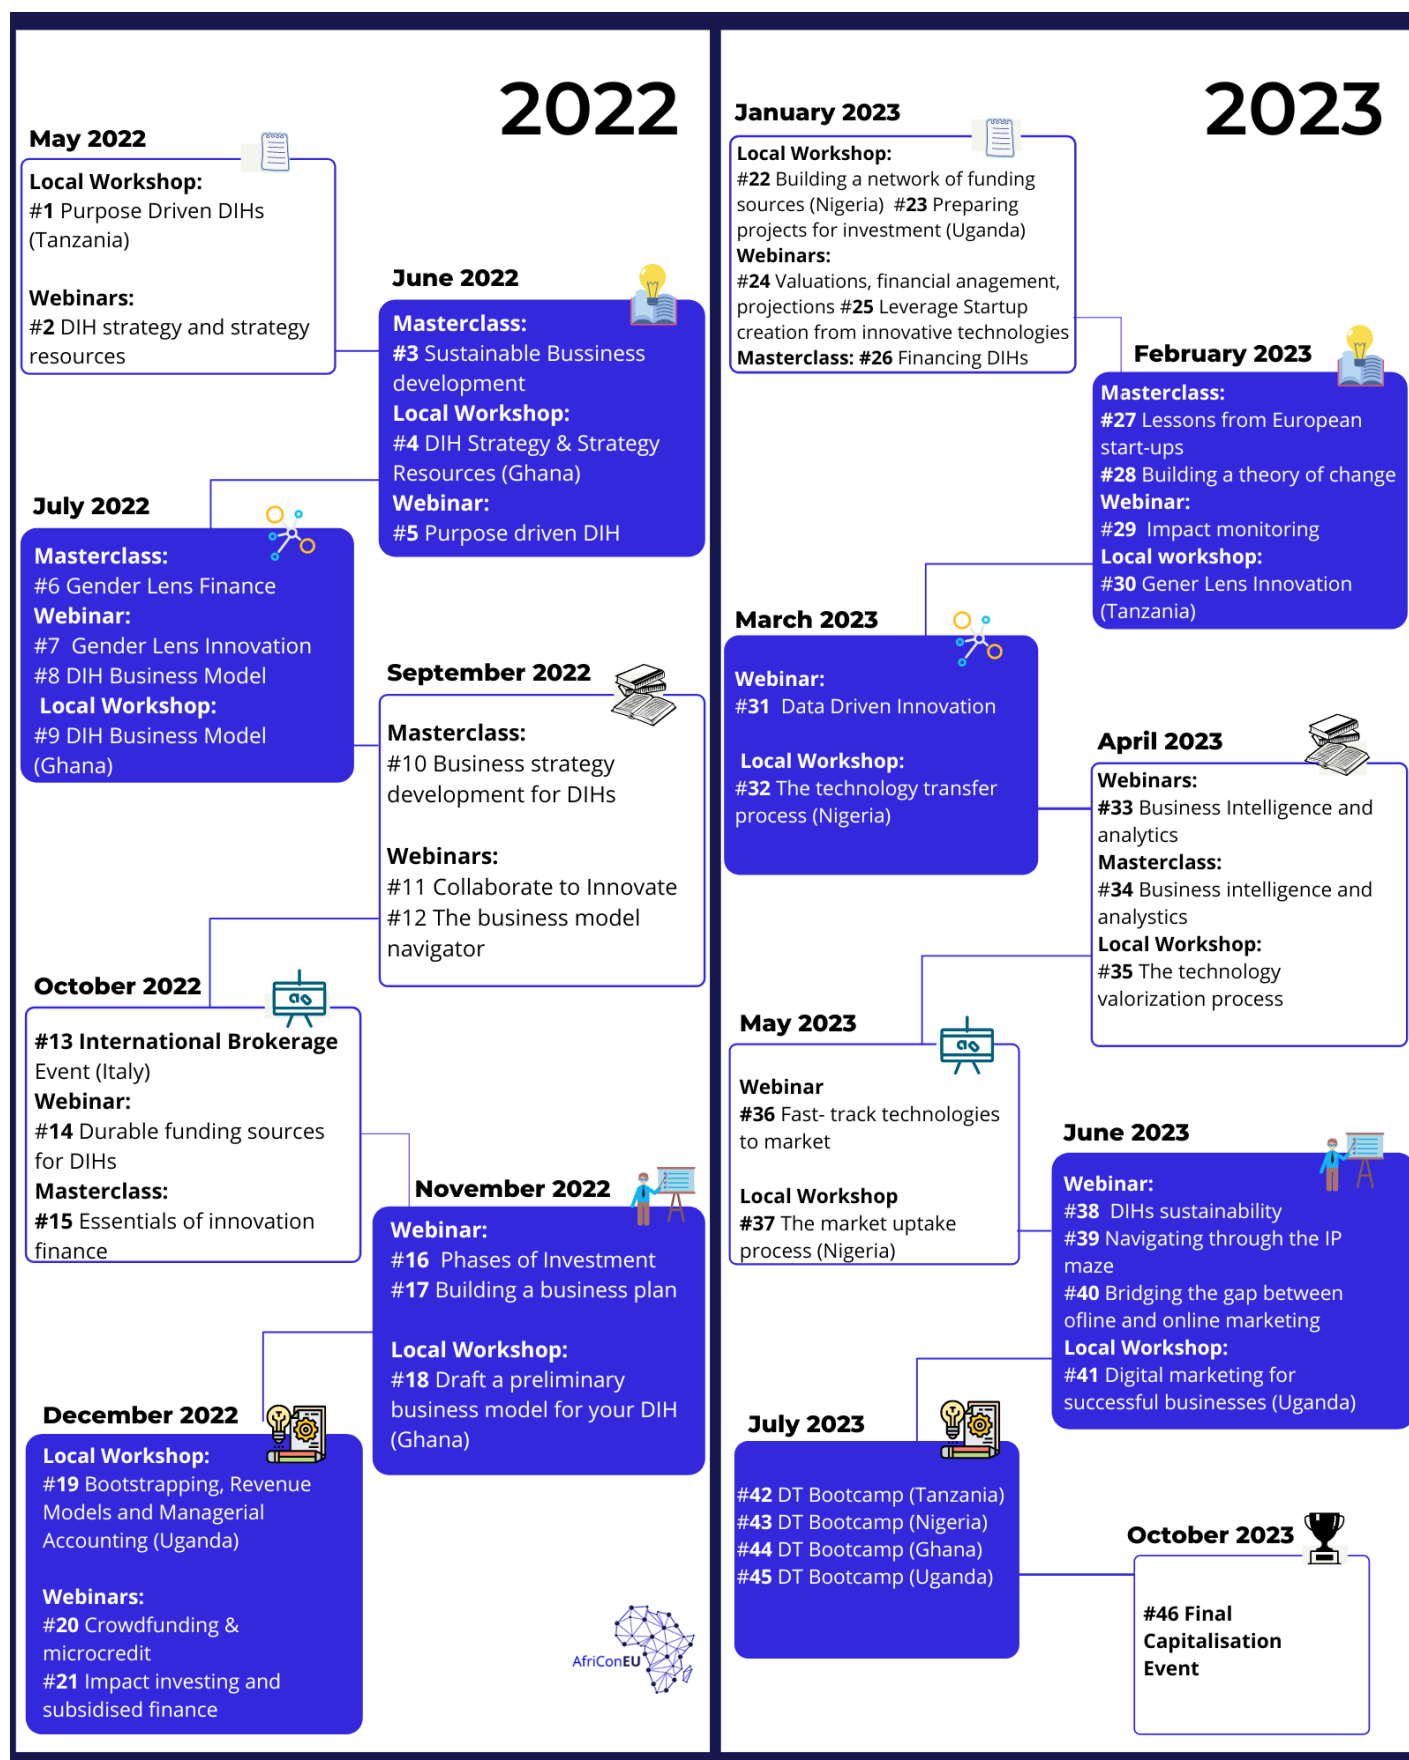 2022
May 2022
Local Workshop:
#1 Purpose Driven DIHs
(Tanzania)
Webinars:
#2 DIH strategy and strategy
resources
June 2022
Masterclass:
#3 Sustainable Bussiness
development
Local Workshop:
#4 DIH Strategy & Strategy
Resources (Ghana)
Webinar:
#5 Purpose driven DIH
July 2022
Masterclass:
#6 Gender Lens Finance
Webinar:
#7 Gender Lens Innovation
#8 DIH Business Model
Local Workshop:
#9 DIH Business Model
(Ghana)
September 2022
Masterclass:
#10 Business strategy
development for DIHs
Webinars:
#11 Collaborate to Innovate
#12 The business model
navigator
October 2022
#13 International Brokerage
Event (Italy)
Webinar:
#14 Durable funding sources
for DIHs
Masterclass:
#15 Essentials of innovation
finance
November 2022
Webinar:
#16 Phases of Investment
#17 Building a business plan
Local Workshop:
#18 Draft a preliminary
business model for your DIH
(Ghana)
December 2022
Local Workshop:
#19 Bootstrapping, Revenue
Models and Managerial
Accounting (Uganda)
Webinars:
#20 Crowdfunding &
microcredit
#21 Impact investing and
subsidised finance
AfriConEU
2023
January 2023
Local Workshop:
#22 Building a network of funding
sources (Nigeria) #23 Preparing
projects for investment (Uganda)
Webinars:
#24 Valuations, financial anagement,
projections #25 Leverage Startup
creation from innovative technologies
Masterclass: #26 Financing DIHs
February 2023
Masterclass:
#27 Lessons from European
start-ups
#28 Building a theory of change
Webinar:
#29 Impact monitoring
Local workshop:
#30 Gener Lens Innovation
(Tanzania)
March 2023
Webinar:
#31 Data Driven Innovation
Local Workshop:
#32 The technology transfer
process (Nigeria)
April 2023
Webinars:
#33 Business Intelligence and
analytics
Masterclass:
#34 Business intelligence and
analystics
Local Workshop:
#35 The technology
valorization process
May 2023
Webinar
#36 Fast- track technologies
to market
Local Workshop
#37 The market uptake
process (Nigeria)
June 2023
Webinar:
#38 DIHs sustainability
#39 Navigating through the IP
maze
#40 Bridging the gap between
ofline and online marketing
Local Workshop:
#41 Digital marketing for
successful businesses (Uganda)
July 2023
#42 DT Bootcamp (Tanzania)
#43 DT Bootcamp (Nigeria)
#44 DT Bootcamp (Ghana)
#45 DT Bootcamp (Uganda)
October 2023
#46 Final
Capitalisation
Event